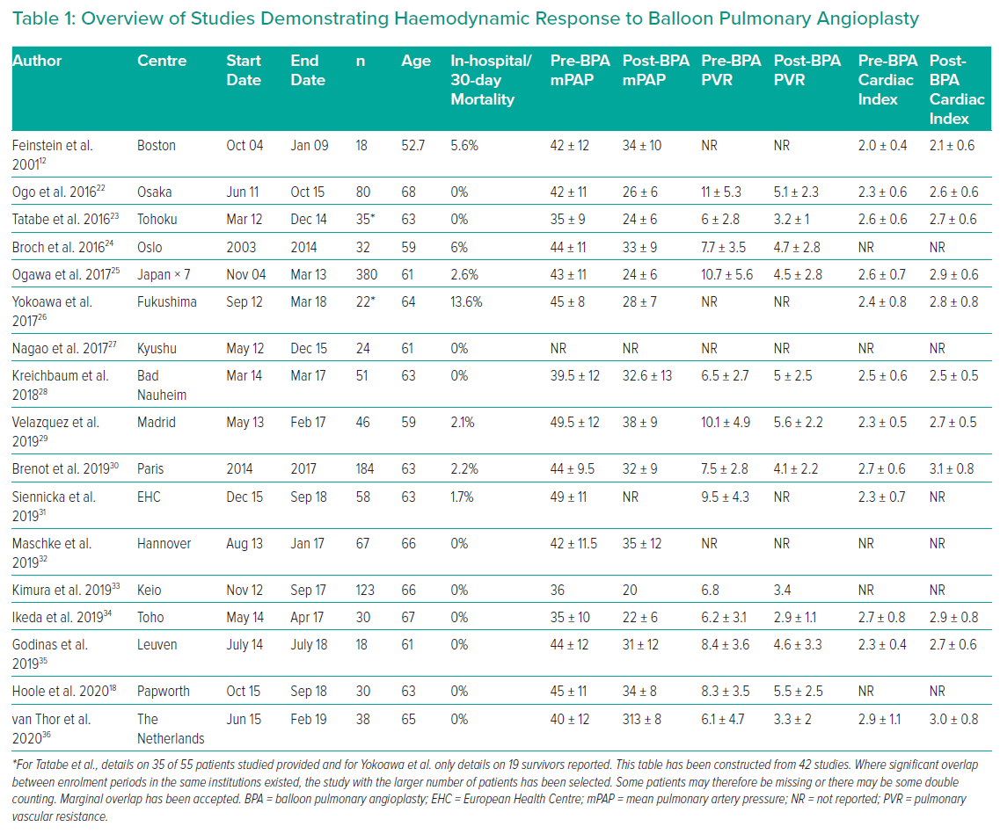 Table 1: Overview of Studies Demonstrating Haemodynamic Response to Balloon Pulmonary Angioplasty
Author Centre Start Date End Date n Age In-hospital/ 30-day Mortality Pre-BPA mPAP Post-BPA mPAP Pre-BPA PVR Post-BPA PVR Pre-BPA Cardiac Index Post- BPA Cardiac Index
Feinstein et al. 2001¹² Boston Oct 04 Jan 09 18 52.7 5.6% 42 ± 12 34 ± 10 NR NR 2.0 ± 0.4 2.1 ± 0.6
Ogo et al. 2016²² Osaka Jun 11 Oct 15 80 68 0% 42 ± 11 26 ± 6 11 ± 5.3 5.1 ± 2.3 2.3 ± 0.6 2.6 ± 0.6
Tatabe et al. 2016²³ Tohoku Mar 12 Dec 14 35* 63 0% 35 ± 9 24 ± 6 6 ± 2.8 3.2 ± 1 2.6 ± 0.6 2.7 ± 0.6
Broch et al. 2016²⁴ Oslo 2003 2014 32 59 6% 44 ± 11 33 ± 9 7.7 ± 3.5 4.7 ± 2.8 NR NR
Ogawa et al. 2017²⁵ Japan × 7 Nov 04 Mar 13 380 61 2.6% 43 ± 11 24 ± 6 10.7 ± 5.6 4.5 ± 2.8 2.6 ± 0.7 2.9 ± 0.6
Yokoawa et al. 2017²⁶ Fukushima Sep 12 Mar 18 22* 64 13.6% 45 ± 8 28 ± 7 NR NR 2.4 ± 0.8 2.8 ± 0.8
Nagao et al. 2017²⁷ Kyushu May 12 Dec 15 24 61 0% NR NR NR NR NR NR
Kreichbaum et al. 2018²⁸ Bad Nauheim Mar 14 Mar 17 51 63 0% 39.5 ± 12 32.6 ± 13 6.5 ± 2.7 5 ± 2.5 2.5 ± 0.6 2.5 ± 0.5
Velazquez et al. 2019²⁹ Madrid May 13 Feb 17 46 59 2.1% 49.5 ± 12 38 ± 9 10.1 ± 4.9 5.6 ± 2.2 2.3 ± 0.5 2.7 ± 0.5
Brenot et al. 2019³⁰ Paris 2014 2017 184 63 2.2% 44 ± 9.5 32 ± 9 7.5 ± 2.8 4.1 ± 2.2 2.7 ± 0.6 3.1 ± 0.8
Siennicka et al. 2019³¹ EHC Dec 15 Sep 18 58 63 1.7% 49 ± 11 NR 9.5 ± 4.3 NR 2.3 ± 0.7 NR
Maschke et al. 2019³² Hannover Aug 13 Jan 17 67 66 0% 42 ± 11.5 35 ± 12 NR NR NR NR
Kimura et al. 2019³³ Keio Nov 12 Sep 17 123 66 0% 36 20 6.8 3.4 NR NR
Ikeda et al. 2019³⁴ Toho May 14 Apr 17 30 67 0% 35 ± 10 22 ± 6 6.2 ± 3.1 2.9 ± 1.1 2.7 ± 0.8 2.9 ± 0.8
Godinas et al. 2019³⁵ Leuven July 14 July 18 18 61 0% 44 ± 12 31 ± 12 8.4 ± 3.6 4.6 ± 3.3 2.3 ± 0.4 2.7 ± 0.6
Hoole et al. 2020¹⁸ Papworth Oct 15 Sep 18 30 63 0% 45 ± 11 34 ± 8 8.3 ± 3.5 5.5 ± 2.5 NR NR
van Thor et al. 2020³⁶ The Netherlands Jun 15 Feb 19 38 65 0% 40 ± 12 313 ± 8 6.1 ± 4.7 3.3 ± 2 2.9 ± 1.1 3.0 ± 0.8
*For Tatabe et al., details on 35 of 55 patients studied provided and for Yokoawa et al. only details on 19 survivors reported. This table has been constructed from 42 studies. Where significant overlap
between enrolment periods in the same institutions existed, the study with the larger number of patients has been selected. Some patients may therefore be missing or there may be some double
counting. Marginal overlap has been accepted. BPA = balloon pulmonary angioplasty; EHC = European Health Centre; mPAP = mean pulmonary artery pressure; NR = not reported; PVR = pulmonary
vascular resistance.